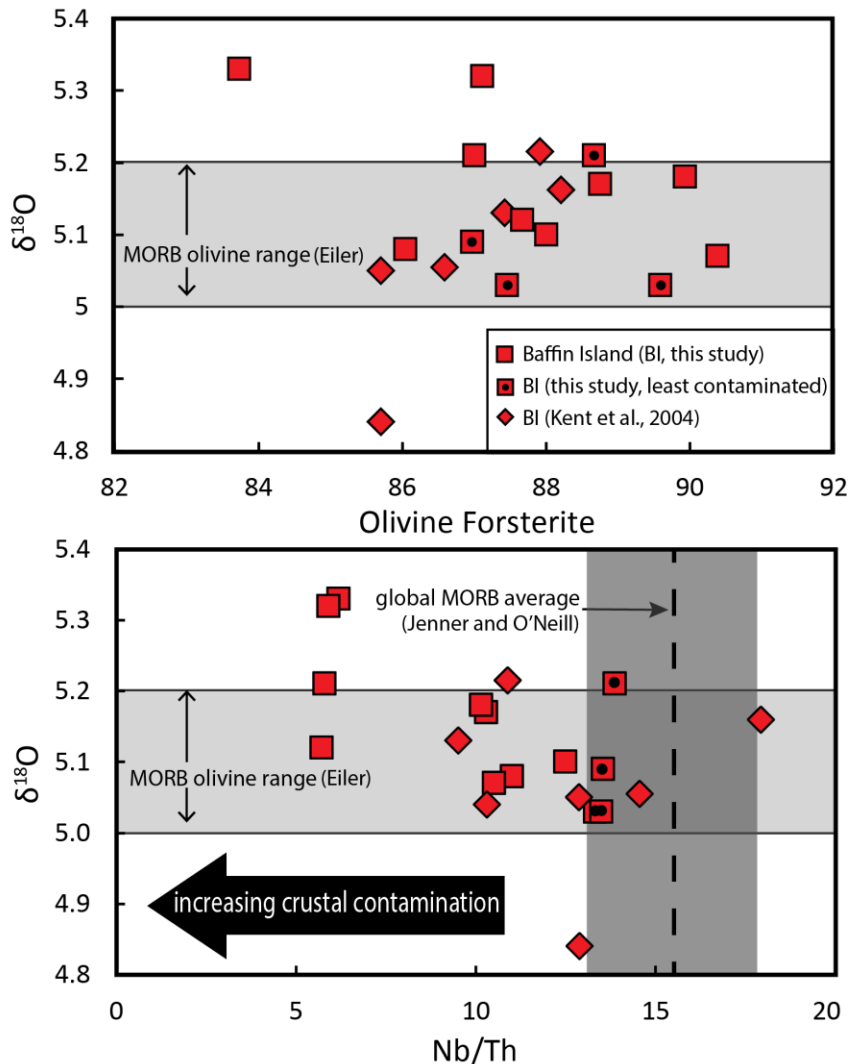 5.4
5.3
5.2
5.1
5
4.9
4.8
δ¹⁸O
MORB olivine range (Eiler)
Baffin Island (BI, this study)
BI (this study, least contaminated)
BI (Kent et al., 2004)
82 84 86 88 90 92
Olivine Forsterite
5.4
5.3
5.2
5.1
5.0
4.9
4.8
δ¹⁸O
global MORB average
(Jenner and O'Neill)
MORB olivine range (Eiler)
increasing crustal contamination
0 5 10 15 20
Nb/Th